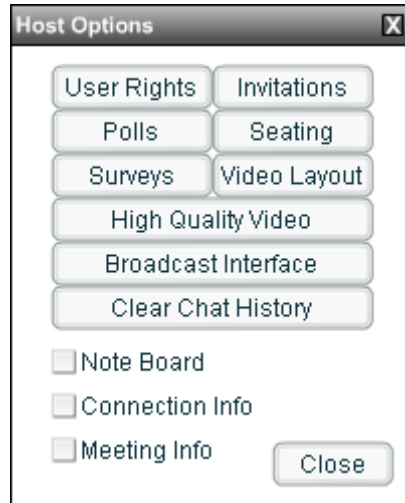 Host Options X
User Rights Invitations
Polls Seating
Surveys Video Layout
High Quality Video
Broadcast Interface
Clear Chat History
Note Board
Connection Info
Meeting Info
Close